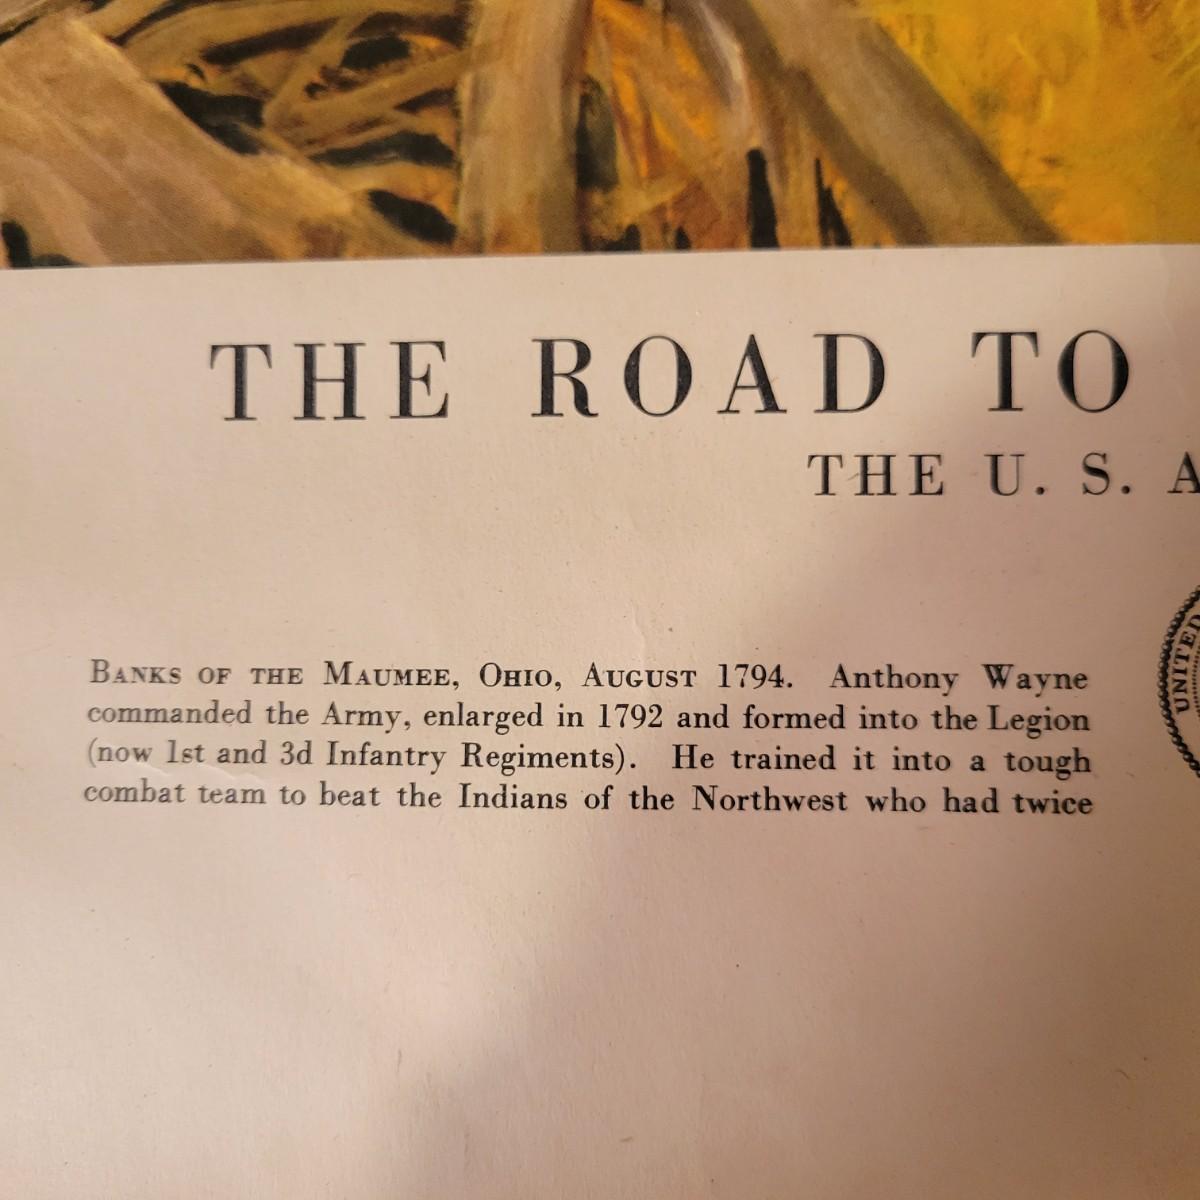 THE ROAD TO
THE U. S. A
BANKS OF THE MAUMEE, OHIO, AUGUST 1794. Anthony Wayne
commanded the Army, enlarged in 1792 and formed into the Legion
(now 1st and 3d Infantry Regiments). He trained it into a tough
combat team to beat the Indians of the Northwest who had twice
UNITED